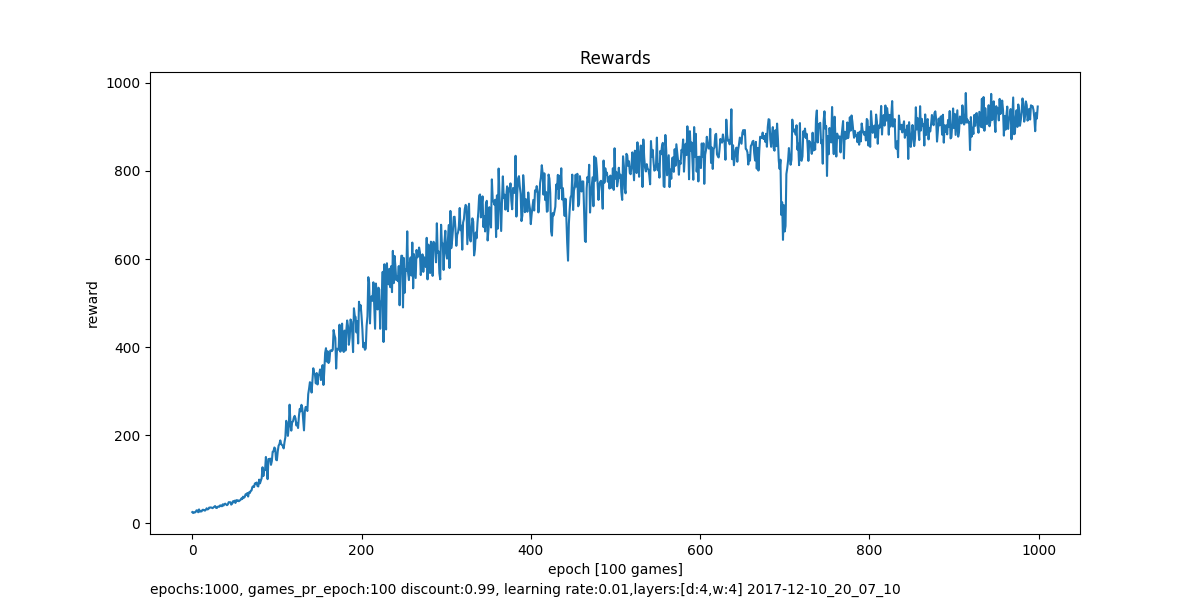 Rewards
1000
800
600
400
200
0
reward
0 200 400 600 800 1000
epoch [100 games]
epochs:1000, games_pr_epoch:100 discount:0.99, learning rate:0.01,layers:[d:4,w:4] 2017-12-10_20_07_10